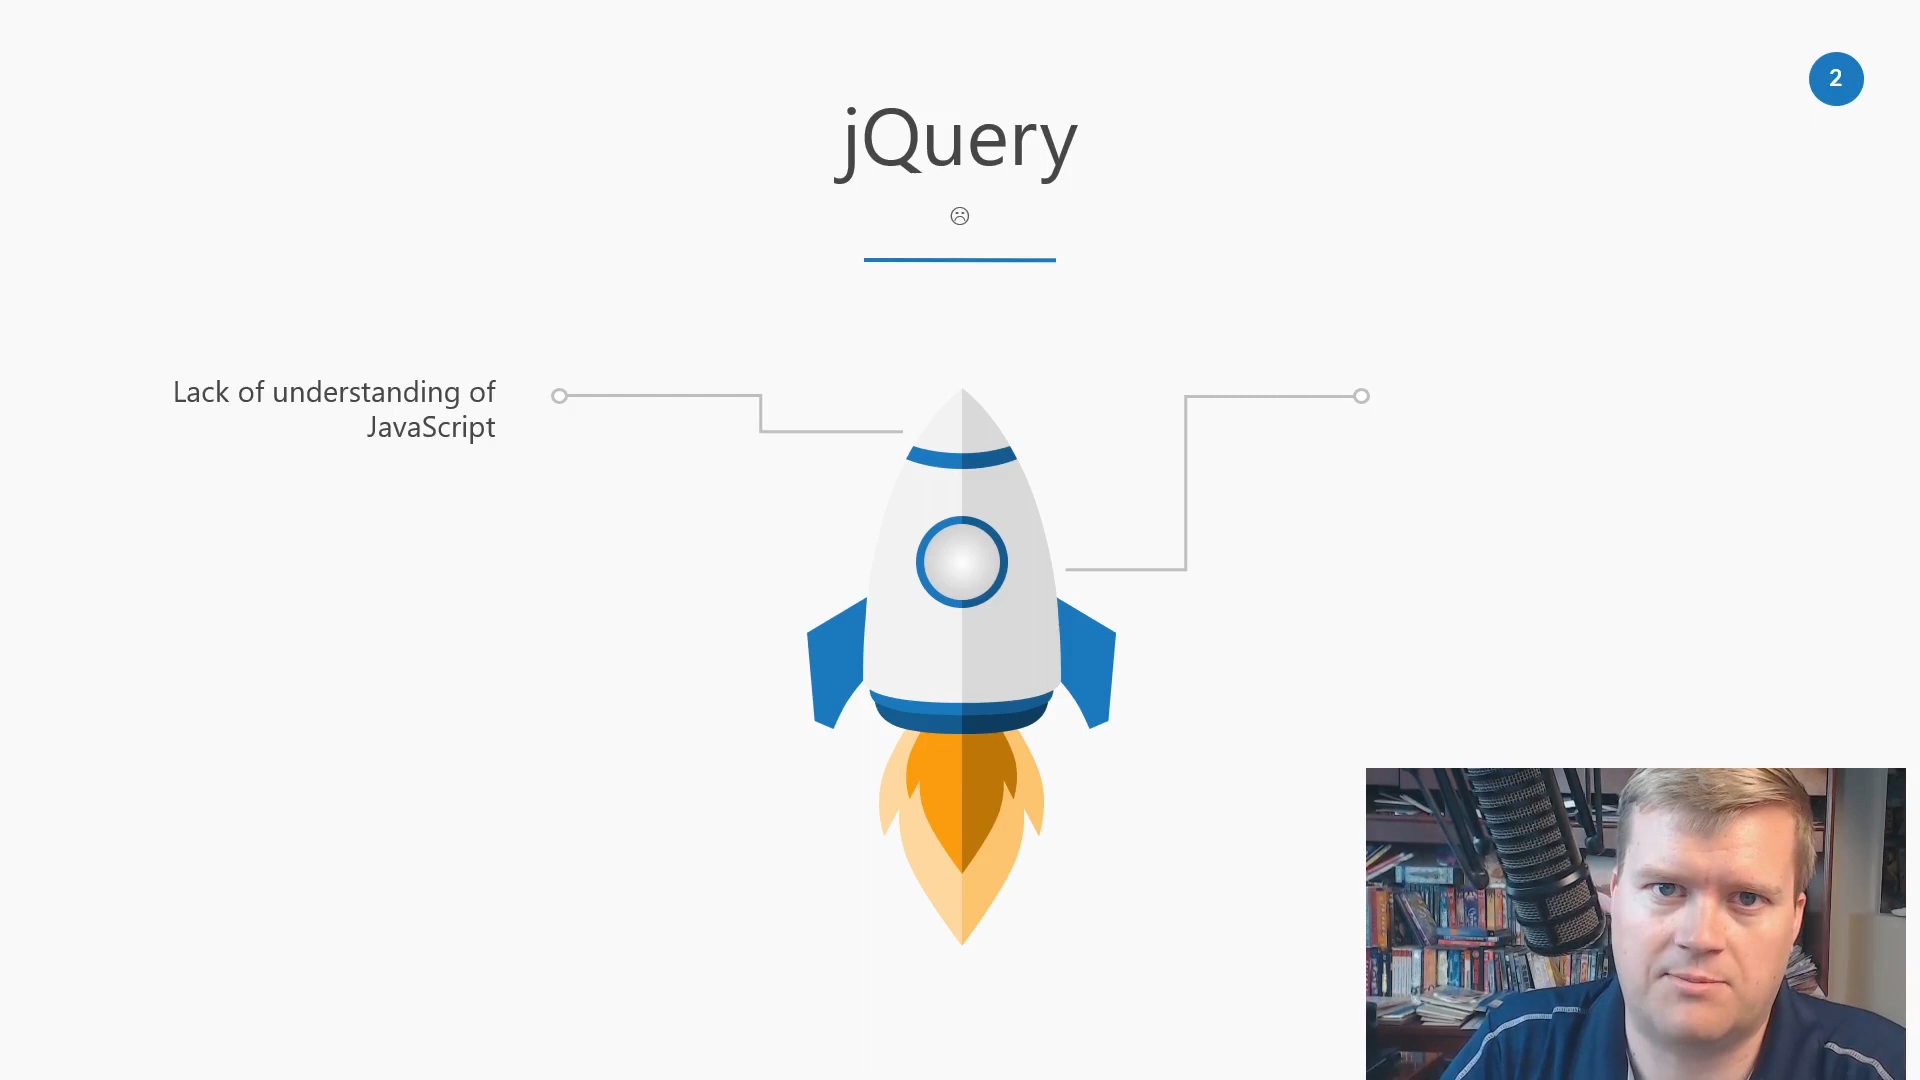 2
jQuery
☹
Lack of understanding of
JavaScript